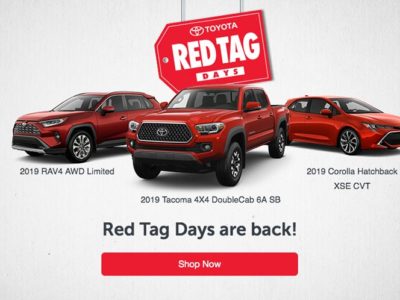 TOYOTA
RED TAG
DAYS
2019 RAV4 AWD Limited
2019 Tacoma 4X4 DoubleCab 6A SB
2019 Corolla Hatchback
XSE CVT
Red Tag Days are back!
Shop Now